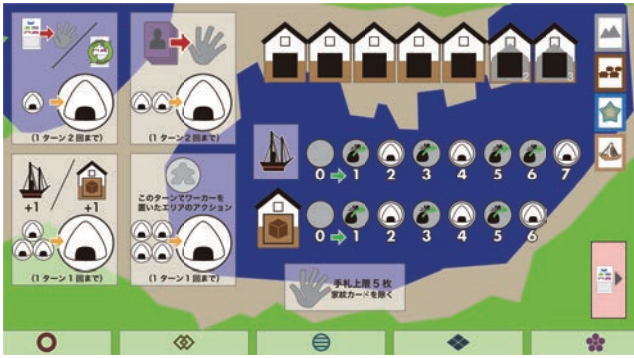 (1ターン2回まで)
(1ターン2回まで)
2
3
+1
+1
(1ターン1回まで)
このターンでワーカーを
置いたエリアのアクション
(1ターン1回まで)
0 1 2 3 4 5 6 7
0 1 2 3 4 5 6
手札上限5枚
家紋カードを除く